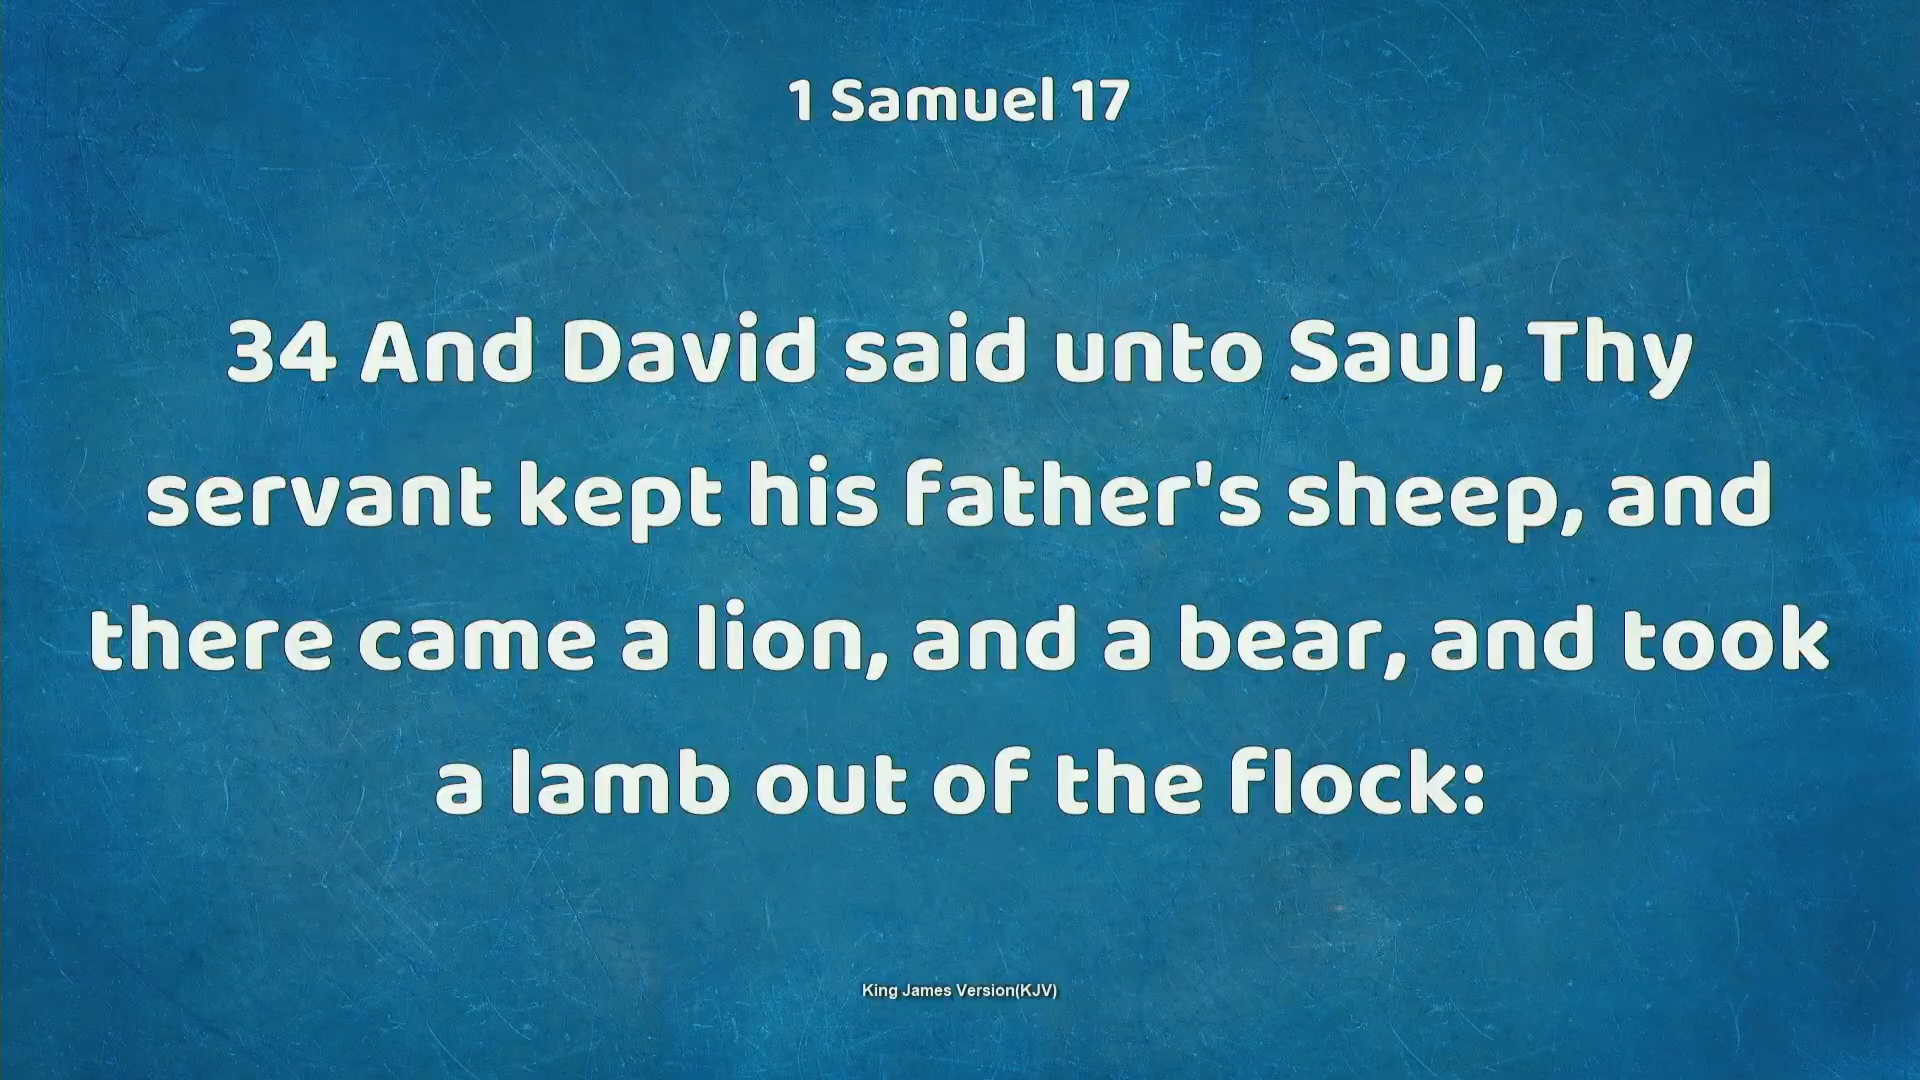 1 Samuel 17
34 And David said unto Saul, Thy
servant kept his father's sheep, and
there came a lion, and a bear, and took
a lamb out of the flock:
King James Version(KJV)